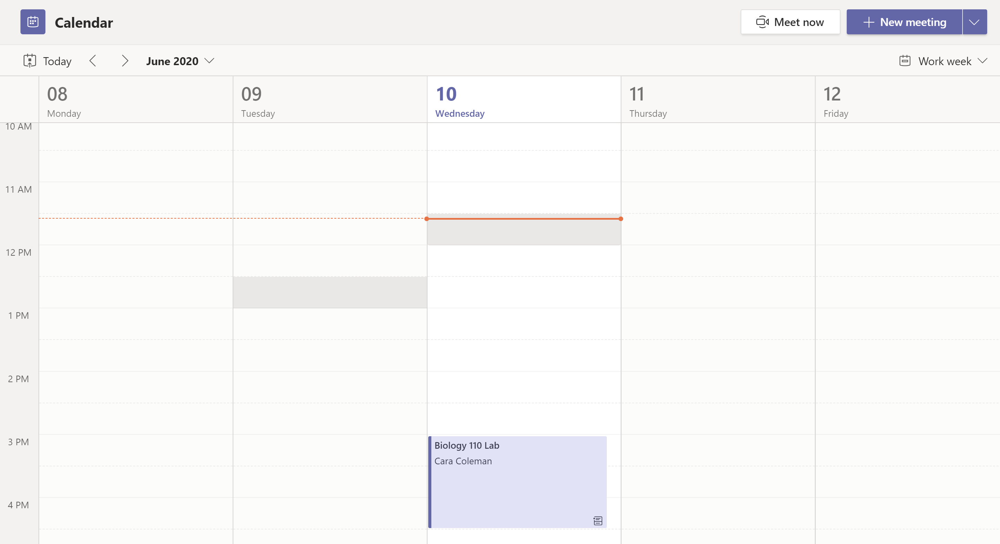 Calendar
Meet now
New meeting
Today
June 2020
Work week
08
Monday
09
Tuesday
10
Wednesday
11
Thursday
12
Friday
10 AM
11 AM
12 PM
1 PM
2 PM
3 PM
4 PM
Biology 110 Lab
Cara Coleman